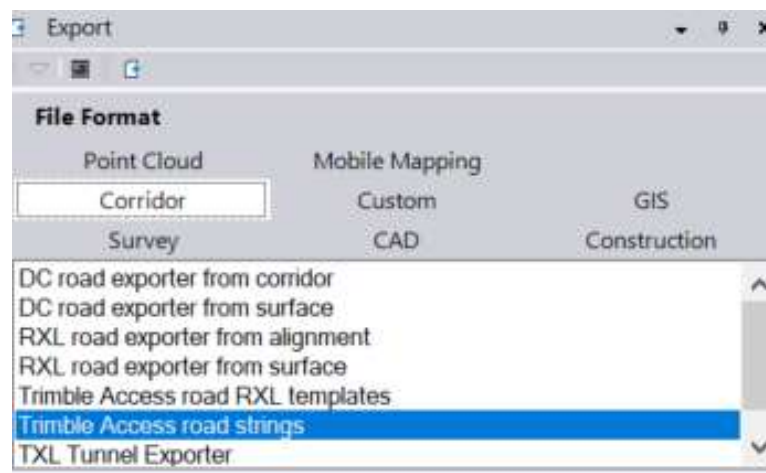 Export
File Format
Point Cloud Mobile Mapping
Corridor Custom GIS
Survey CAD Construction
DC road exporter from corridor
DC road exporter from surface
RXL road exporter from alignment
RXL road exporter from surface
Trimble Access road RXL templates
Trimble Access road strings
TXL Tunnel Exporter